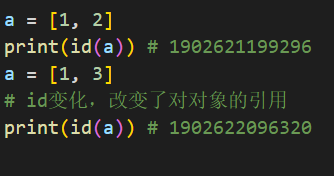 a = [1, 2]
print(id(a)) # 1902621199296
a = [1, 3]
# id变化，改变了对对象的引用
print(id(a)) # 1902622096320